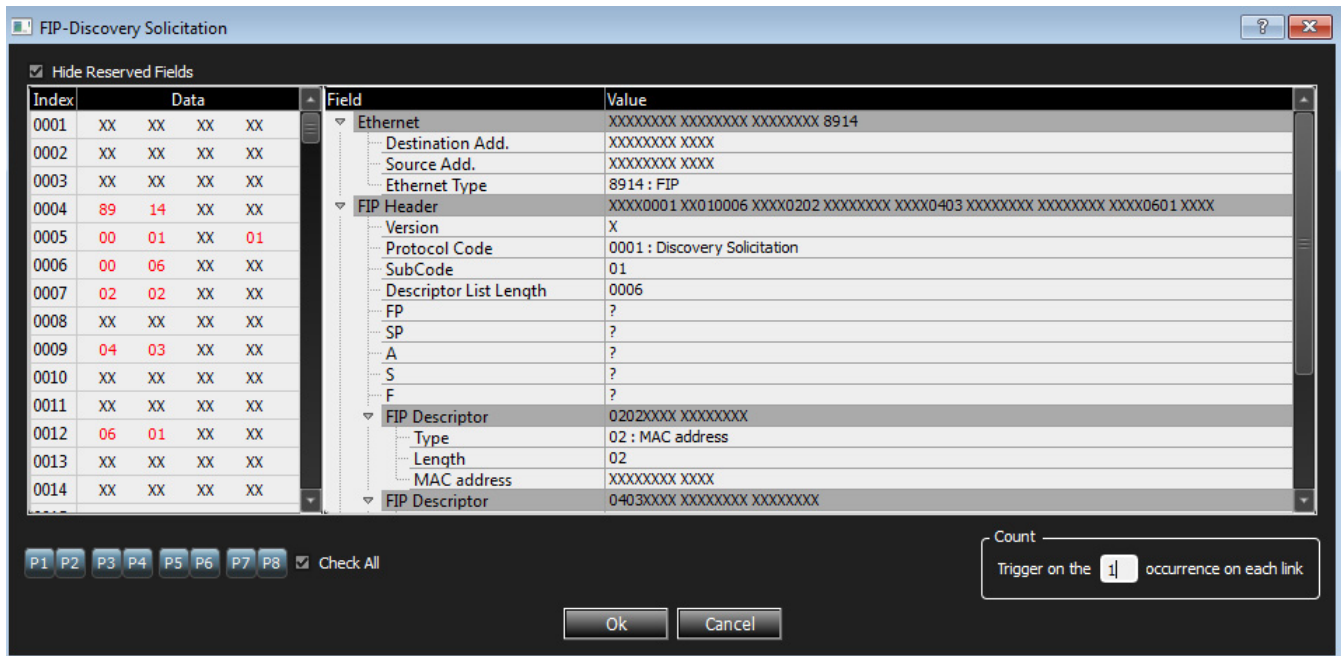 FIP-Discovery Solicitation
Hide Reserved Fields
Index Data Field Value
0001 XX XX XX XX Ethernet XXXXXXXX XXXXXXXX XXXXXXXX 8914
Destination Add. XXXXXXXX XXXX
0002 XX XX XX XX
Source Add. XXXXXXXX XXXX
0003 XX XX XX XX Ethernet Type 8914 : FIP
0004 89 14 XX XX FIP Header XXXX0001 XX010006 XXXX0202 XXXXXXXX XXXX0403 XXXXXXXX XXXXXXXX XXXX0601 XXXX
Version X
0005 00 01 XX 01
Protocol Code 0001 : Discovery Solicitation
0006 00 06 XX XX SubCode 01
0007 02 02 XX XX Descriptor List Length 0006
FP ?
0008 XX XX XX XX
SP ?
0009 04 03 XX XX A ?
0010 XX XX XX XX S ?
F ?
0011 XX XX XX XX
FIP Descriptor 0202XXXX XXXXXXXX
0012 06 01 XX XX Type 02 : MAC address
0013 XX XX XX XX Length 02
MAC address XXXXXXXX XXXX
0014 XX XX XX XX
FIP Descriptor 0403XXXX XXXXXXXX XXXXXXXX
Count
P1 P2 P3 P4 P5 P6 P7 P8 Check All
Trigger on the 1 occurrence on each link
Ok Cancel